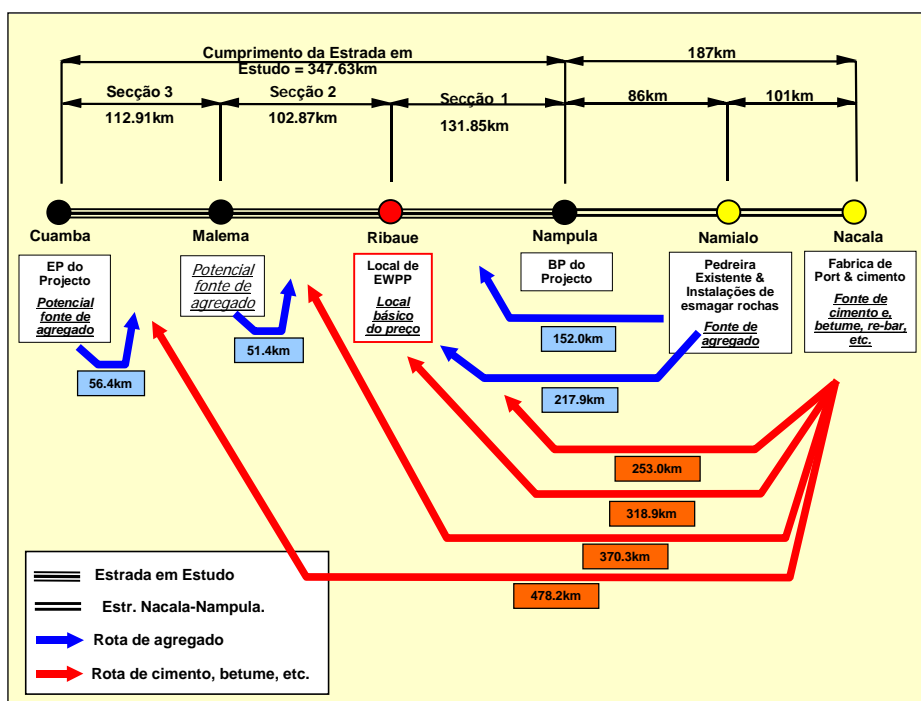 Cumprimento da Estrada em
Estudo = 347.63km
187km
Secção 3
112.91km
Secção 2
102.87km
Secção 1
131.85km
86km
101km
Cuamba
Malema
Ribaue
Nampula
Namialo
Nacala
EP do
Projecto
Potencial
fonte de
agregado
Potencial
fonte de
agregado
Local de
EWPP
Local
básico
do preço
BP do
Projecto
Pedreira
Existente &
Instalações de
esmagar rochas
Fonte de
agregado
Fabrica de
Port & cimento
Fonte de
cimento e,
betume, re-bar,
etc.
56.4km
51.4km
152.0km
217.9km
253.0km
318.9km
370.3km
478.2km
Estrada em Estudo
Estr. Nacala-Nampula.
Rota de agregado
Rota de cimento, betume, etc.